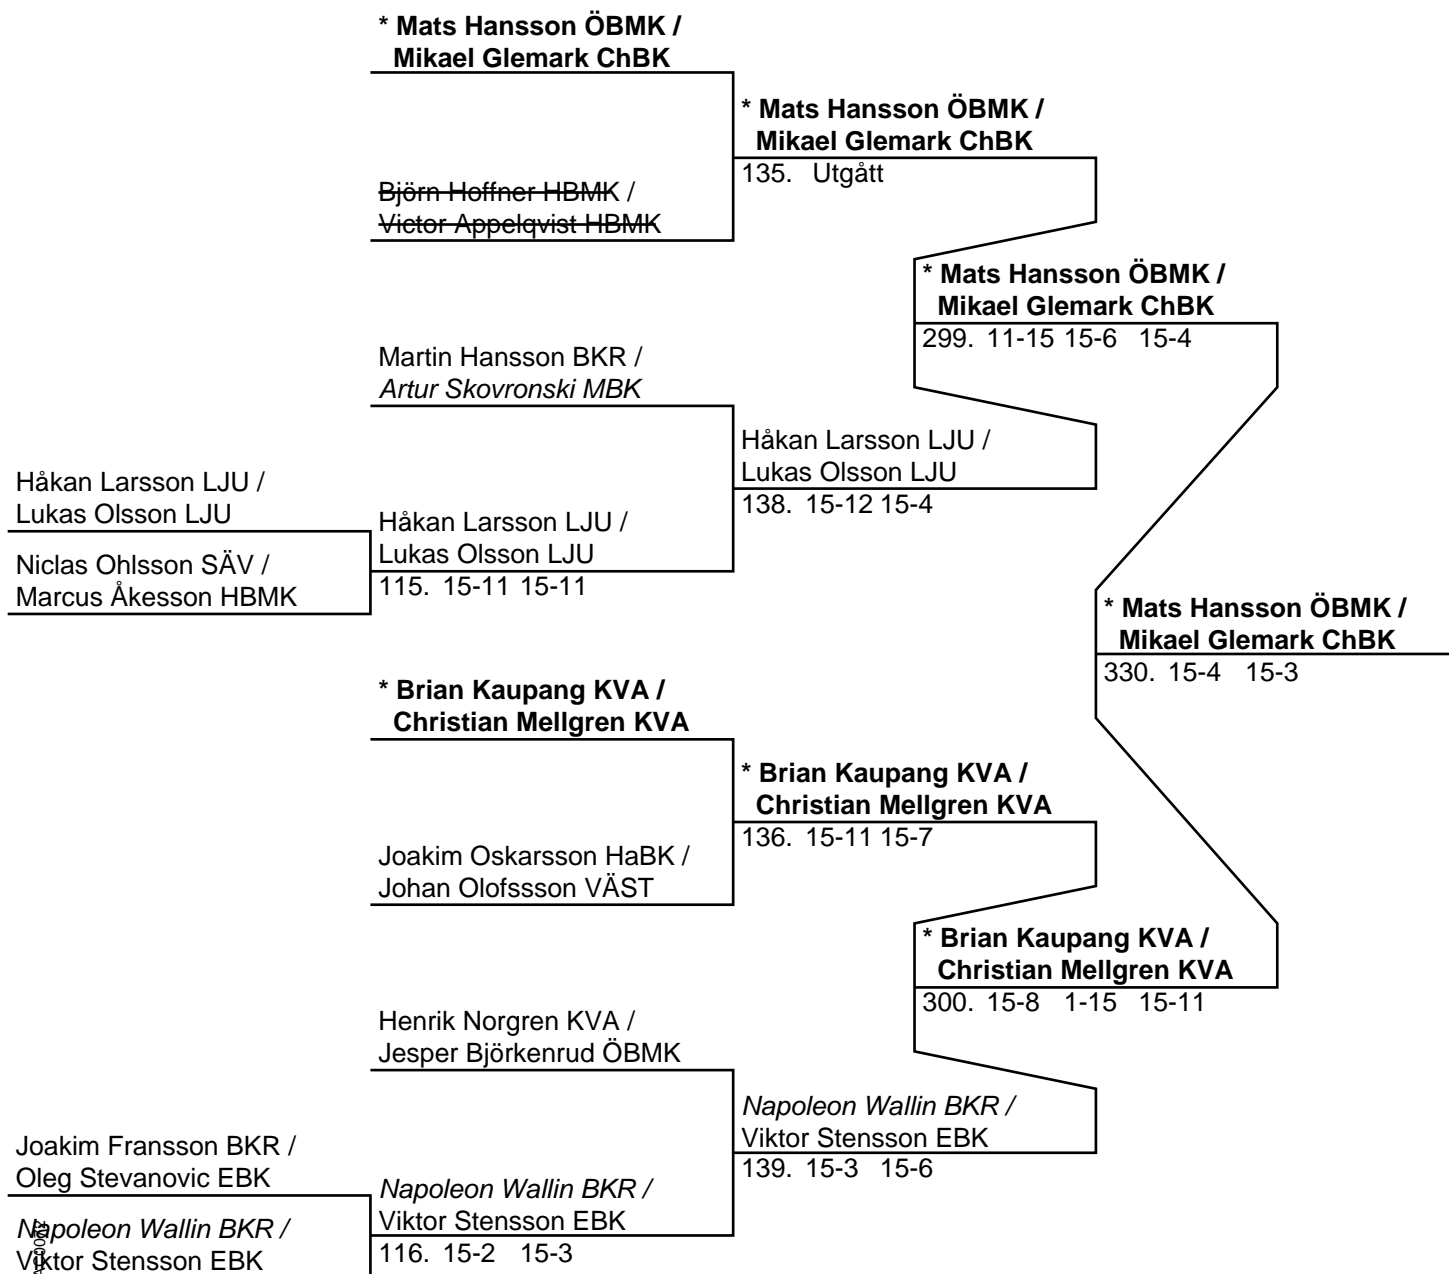 * Mats Hansson ÖBMK /
Mikael Glemark ChBK
* Mats Hansson ÖBMK /
Mikael Glemark ChBK
135. Utgått
Björn Hoffner HBMK /
Victor Appelqvist HBMK
* Mats Hansson ÖBMK /
Mikael Glemark ChBK
299. 11-15 15-6 15-4
Martin Hansson BKR /
Artur Skovronski MBK
Håkan Larsson LJU /
Lukas Olsson LJU
138. 15-12 15-4
Håkan Larsson LJU /
Lukas Olsson LJU
Håkan Larsson LJU /
Lukas Olsson LJU
115. 15-11 15-11
Niclas Ohlsson SÄV /
Marcus Åkesson HBMK
* Mats Hansson ÖBMK /
Mikael Glemark ChBK
330. 15-4 15-3
* Brian Kaupang KVA /
Christian Mellgren KVA
* Brian Kaupang KVA /
Christian Mellgren KVA
136. 15-11 15-7
Joakim Oskarsson HaBK /
Johan Olofssson VÄST
* Brian Kaupang KVA /
Christian Mellgren KVA
300. 15-8 1-15 15-11
Henrik Norgren KVA /
Jesper Björkenrud ÖBMK
Napoleon Wallin BKR /
Viktor Stensson EBK
139. 15-3 15-6
Joakim Fransson BKR /
Oleg Stevanovic EBK
Napoleon Wallin BKR /
Viktor Stensson EBK
116. 15-2 15-3
Napoleon Wallin BKR /
Viktor Stensson EBK